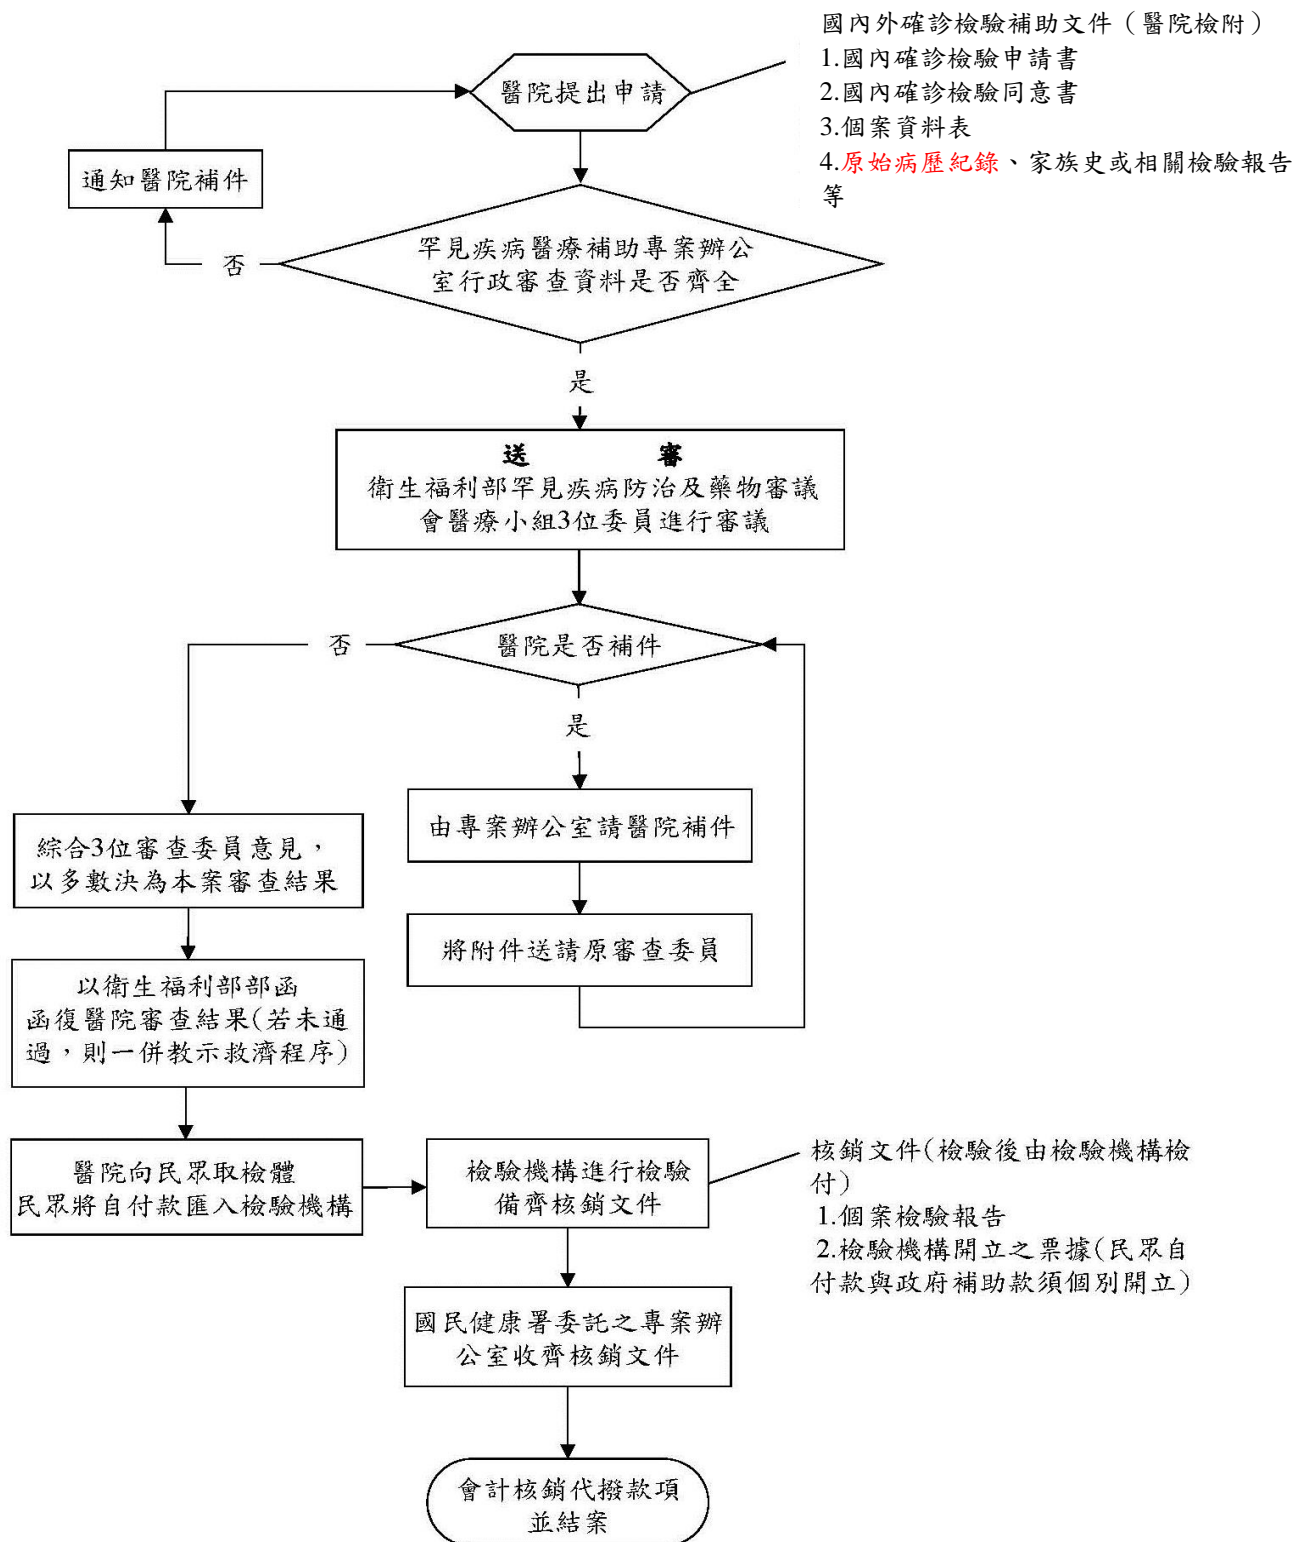 國內外確診檢驗補助文件（醫院檢附）
1.國內確診檢驗申請書
2.國內確診檢驗同意書
3.個案資料表
4.原始病歷紀錄、家族史或相關檢驗報告
等
醫院提出申請
通知醫院補件
否
罕見疾病醫療補助專案辦公
室行政審查資料是否齊全
是
送 審
衛生福利部罕見疾病防治及藥物審議
會醫療小組3位委員進行審議
否
醫院是否補件
是
由專案辦公室請醫院補件
將附件送請原審查委員
綜合3位審查委員意見，
以多數決為本案審查結果
以衛生福利部部函
函復醫院審查結果(若未通
過，則一併教示救濟程序)
醫院向民眾取檢體
民眾將自付款匯入檢驗機構
檢驗機構進行檢驗
備齊核銷文件
核銷文件(檢驗後由檢驗機構檢
付)
1.個案檢驗報告
2.檢驗機構開立之票據(民眾自
付款與政府補助款須個別開立)
國民健康署委託之專案辦
公室收齊核銷文件
會計核銷代撥款項
並結案